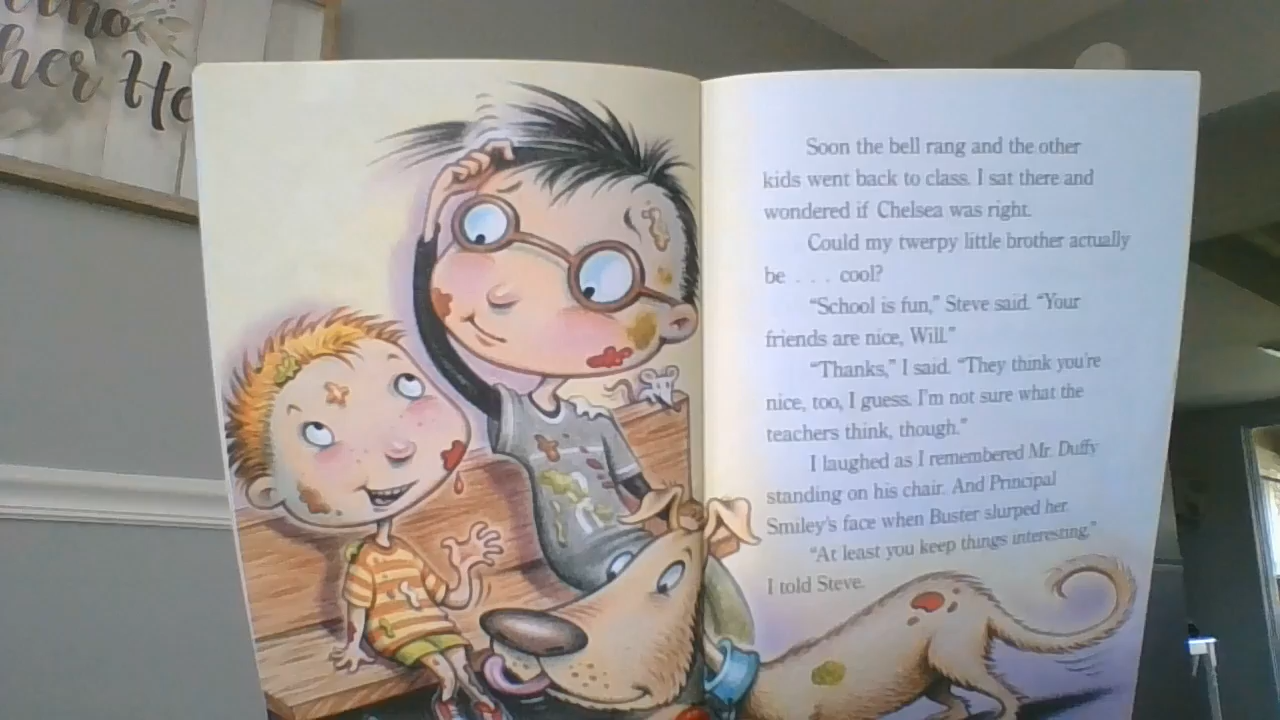 her He
Soon the bell rang and the other
kids went back to class. I sat there and
wondered if Chelsea was right.
Could my twerpy little brother actually
be . . . cool?
“School is fun,” Steve said. “Your
friends are nice, Will.”
“Thanks,” I said. “They think you're
nice, too, I guess. I'm not sure what the
teachers think, though.”
I laughed as I remembered Mr. Duffy
standing on his chair. And Principal
Smiley's face when Buster slurped her.
“At least you keep things interesting,”
I told Steve.